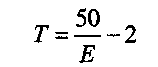 T = 50/E − 2